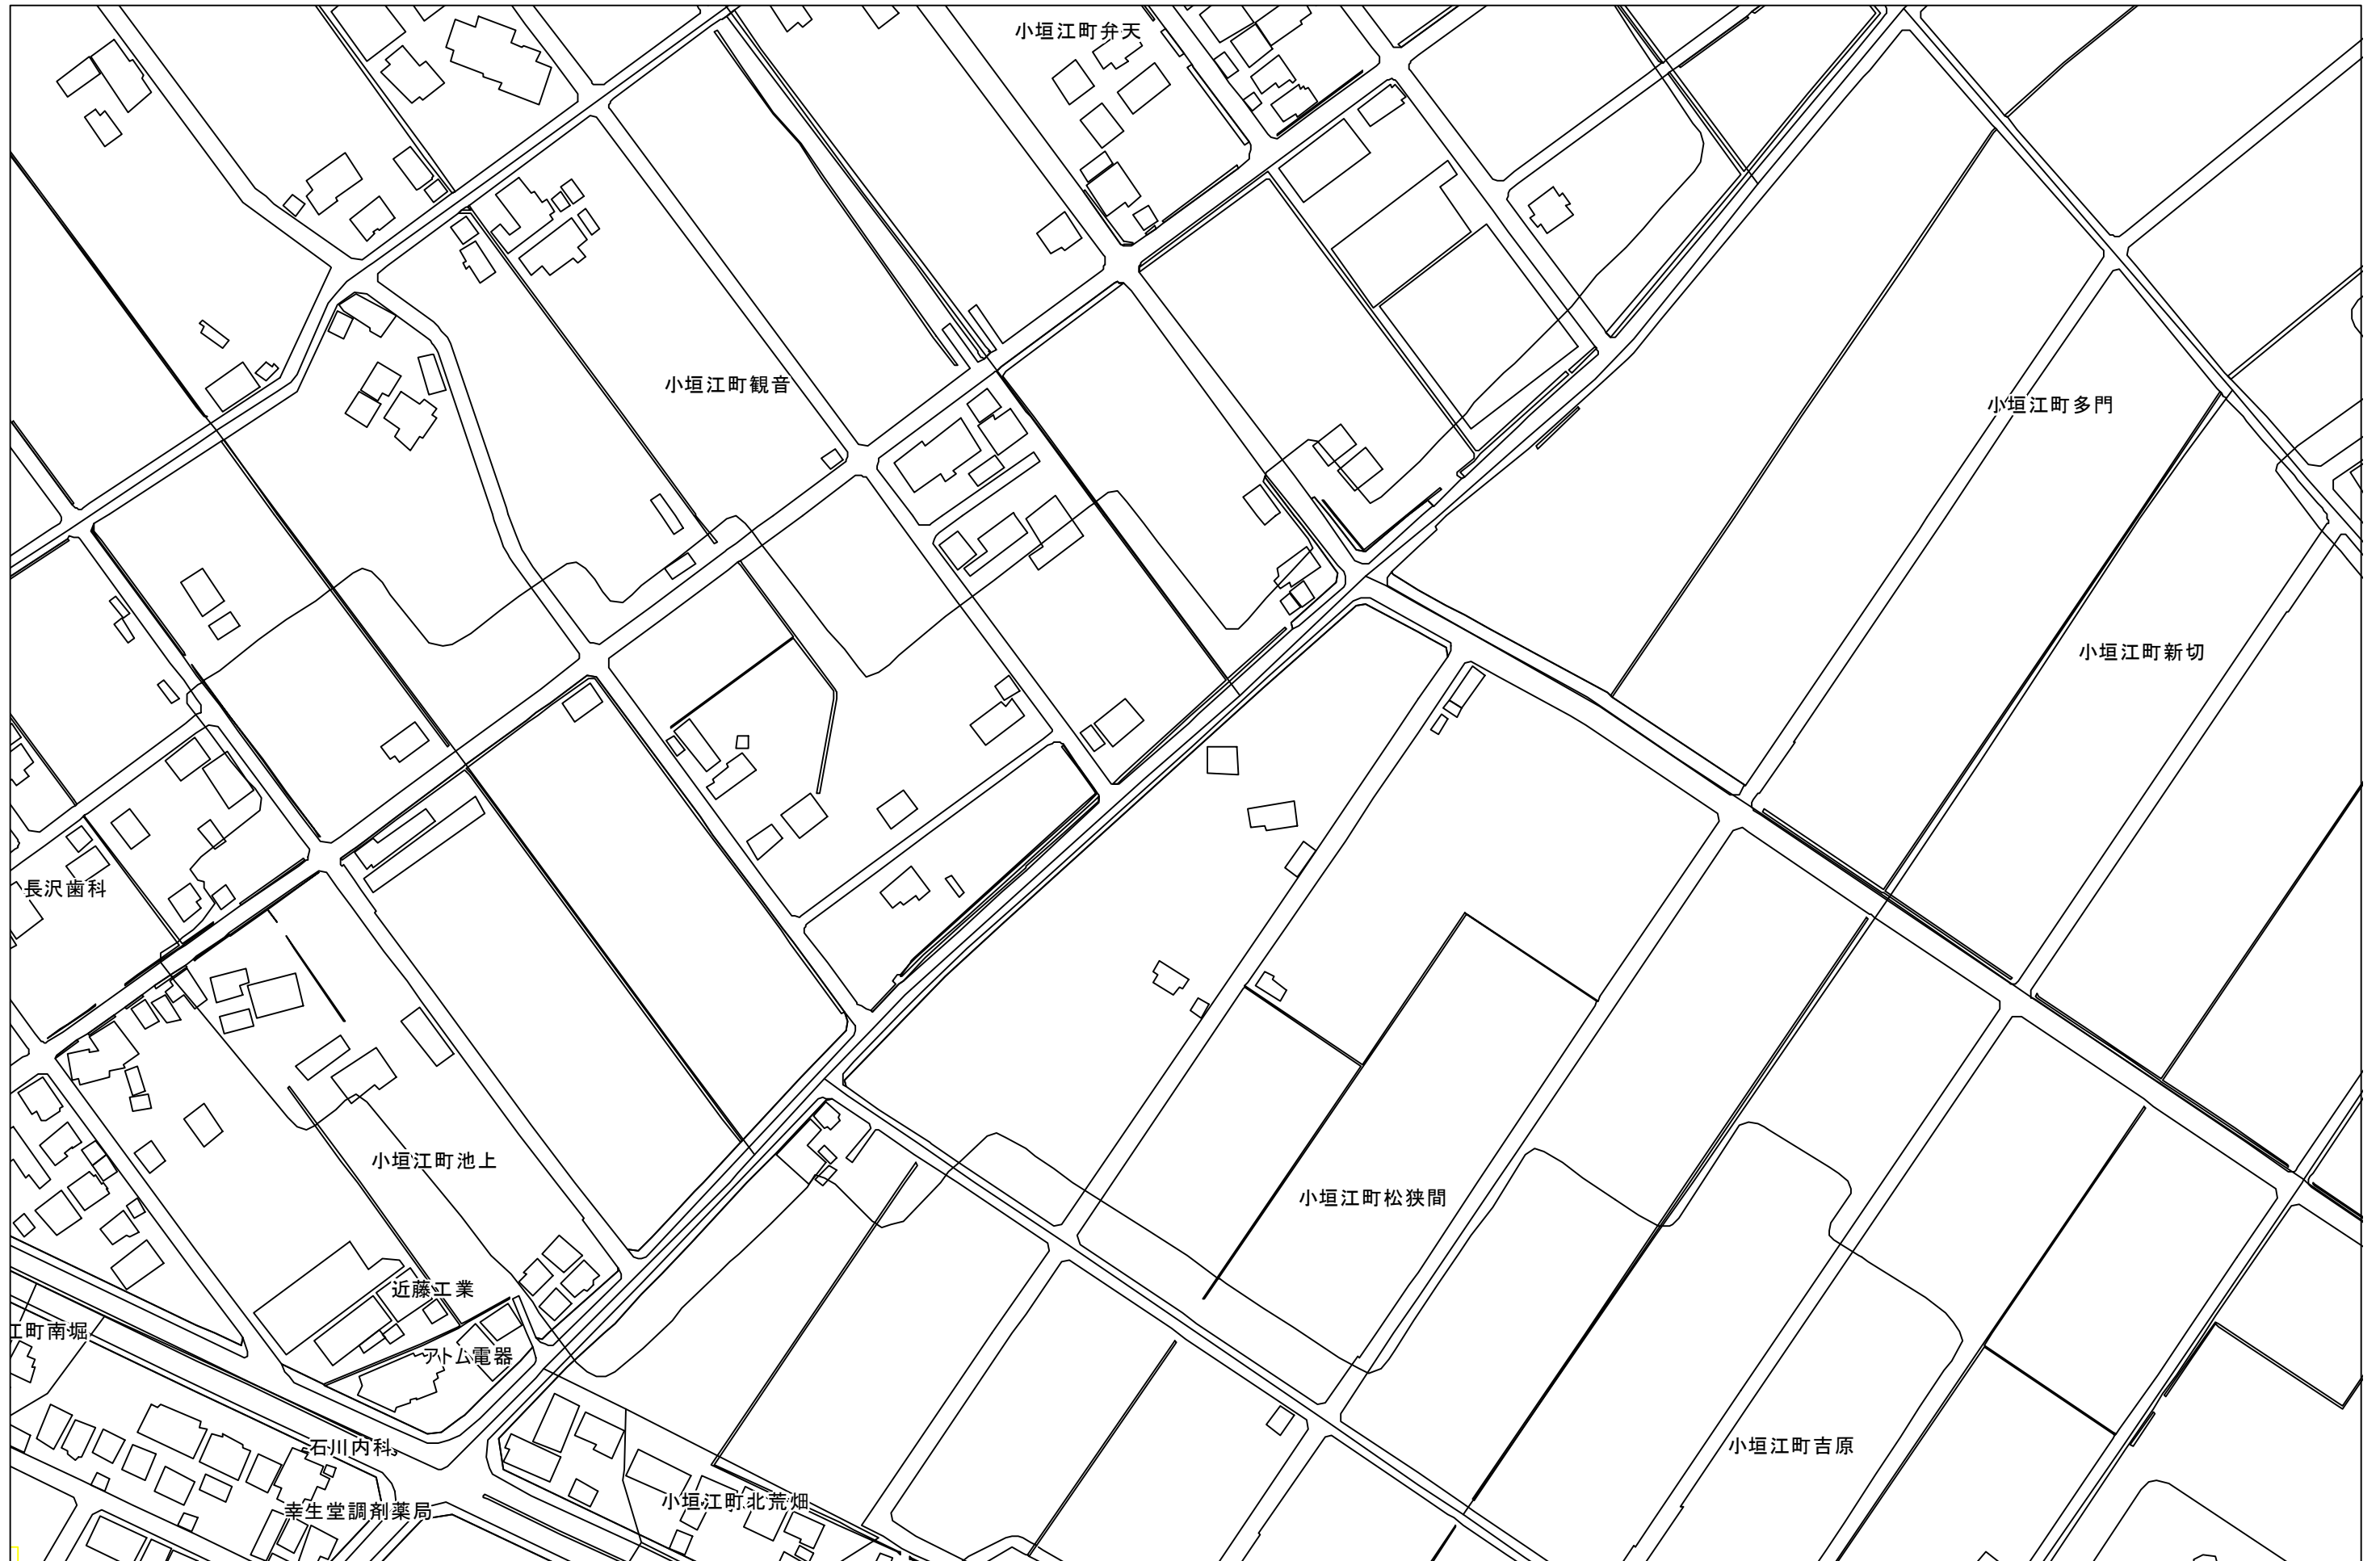 小垣江町弁天
小垣江町観音
小垣江町多門
小垣江町新切
長沢歯科
小垣江町池上
小垣江町松狭間
近藤工業
江町南堀
アトム電器
石川内科
小垣江町吉原
小垣江町北荒畑
幸生堂調剤薬局